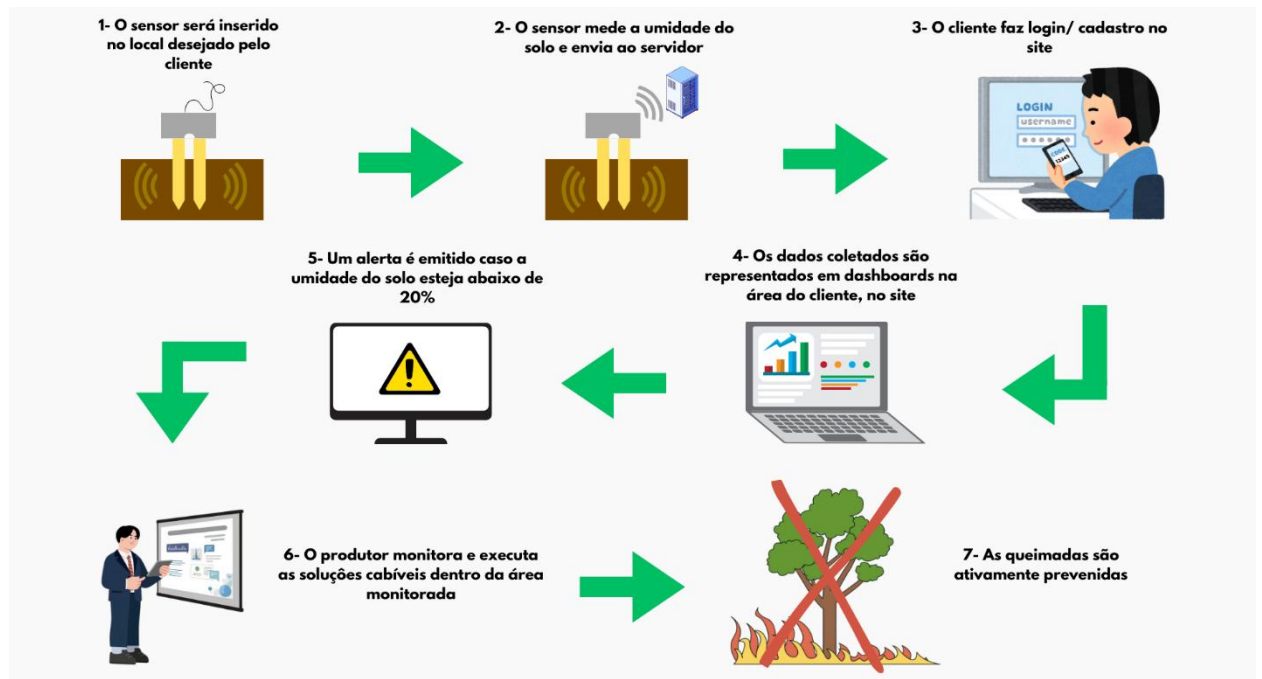 1- O sensor será inserido
no local desejado pelo
cliente
2- O sensor mede a umidade do
solo e envia ao servidor
3- O cliente faz login/ cadastro no
site
LOGIN
username
CODE
12345
4- Os dados coletados são
representados em dashboards na
área do cliente, no site
5- Um alerta é emitido caso a
umidade do solo esteja abaixo de
20%
6- O produtor monitora e executa
as soluções cabíveis dentro da área
monitorada
7- As queimadas são
ativamente prevenidas